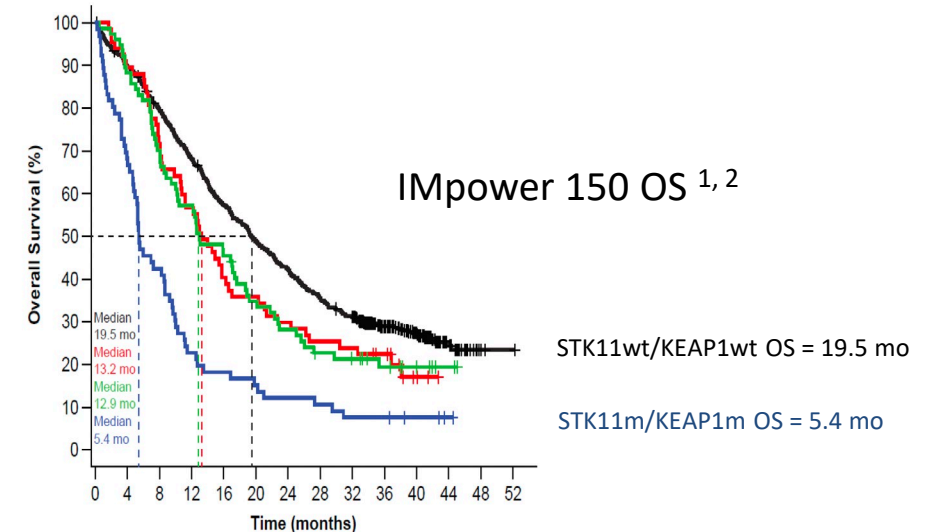 Overall Survival (%)
100
90
80
70
60
50
40
30
20
10
0
Median
19.5 mo
Median
13.2 mo
Median
12.9 mo
Median
5.4 mo
0 4 8 12 16 20 24 28 32 36 40 44 48 52
Time (months)
IMpower 150 OS 1, 2
STK11wt/KEAP1wt OS = 19.5 mo
STK11m/KEAP1m OS = 5.4 mo